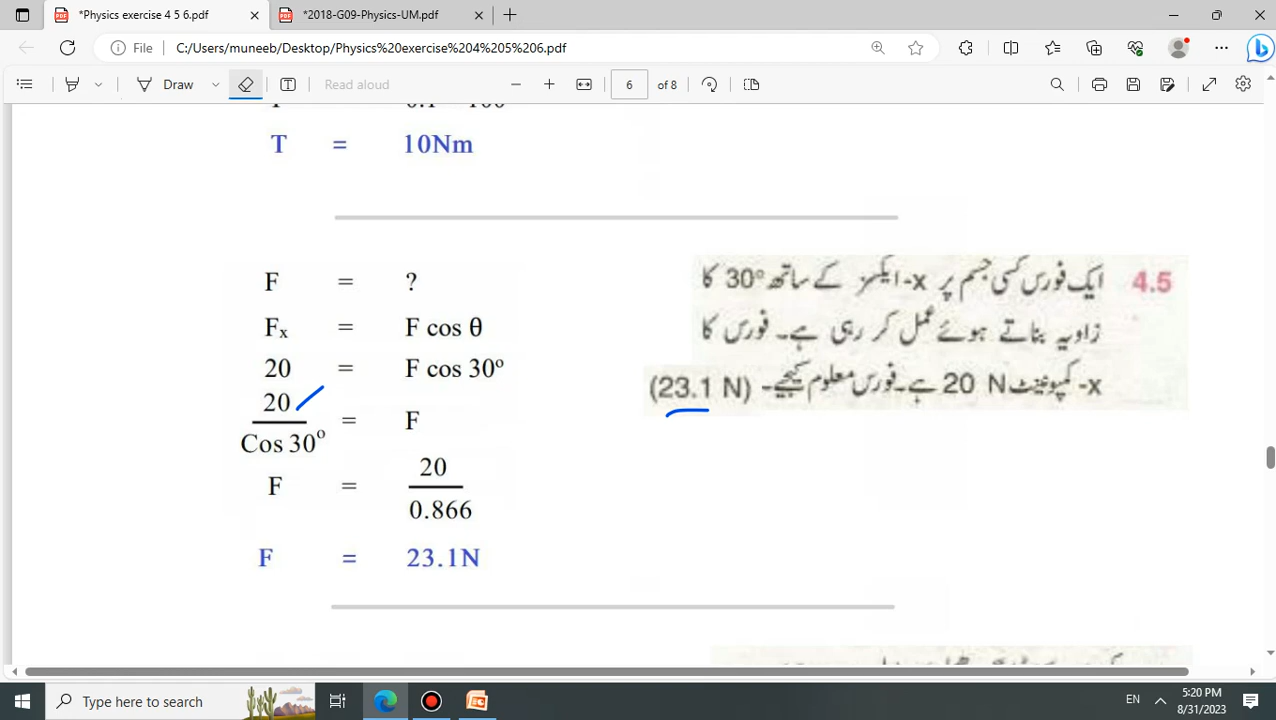 *Physics exercise 4 5 6.pdf
*2018-G09-Physics-UM.pdf
File C:/Users/muneeb/Desktop/Physics%20exercise%204%205%206.pdf
Draw Read aloud 6 of 8
T = 10Nm
F = ?
Fx = F cos θ
20 = F cos 30º
20
Cos 30º
= F
F =
20
0.866
F = 23.1N
4.5 ایک فورس کسی جسم پر x- ایکسز کے ساتھ 30° کا
زاویہ بناتے ہوئے عمل کر رہی ہے۔ فورس کا
x- کمپوننٹ 20 N ہے۔ فورس معلوم کیجیے۔ (23.1 N)
Type here to search
EN
5:20 PM
8/31/2023